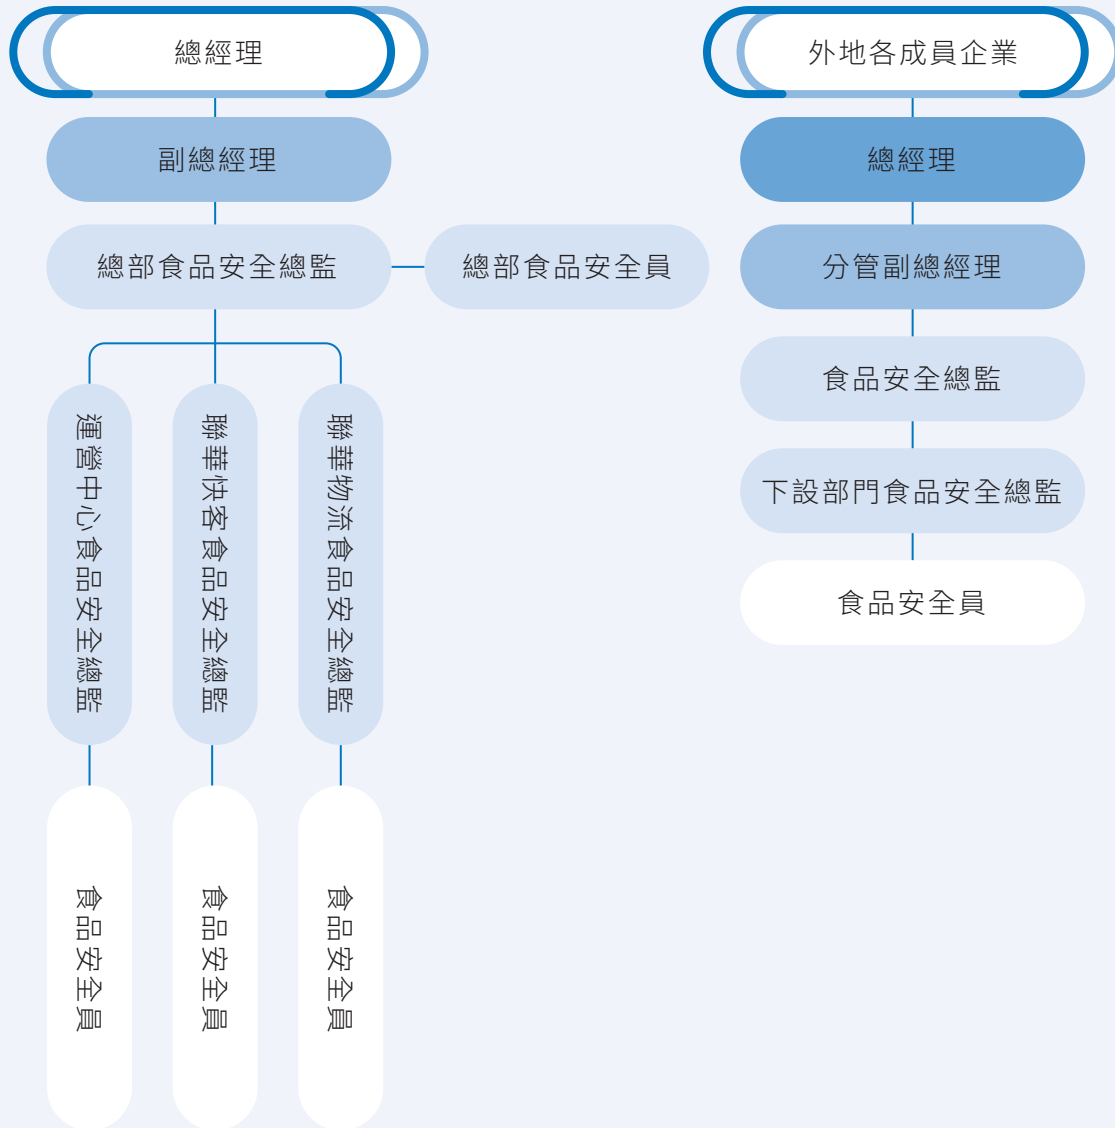 總經理
副總經理
總部食品安全總監
總部食品安全員
運營中心食品安全總監
聯華快客食品安全總監
聯華物流食品安全總監
食品安全員
食品安全員
食品安全員
外地各成員企業
總經理
分管副總經理
食品安全總監
下設部門食品安全總監
食品安全員